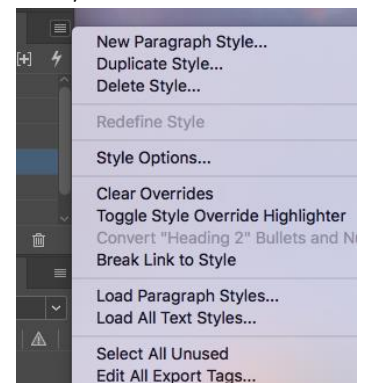 New Paragraph Style...
Duplicate Style...
Delete Style...
Redefine Style
Style Options...
Clear Overrides
Toggle Style Override Highlighter
Convert "Heading 2" Bullets and
Break Link to Style
Load Paragraph Styles...
Load All Text Styles...
Select All Unused
Edit All Export Tags...